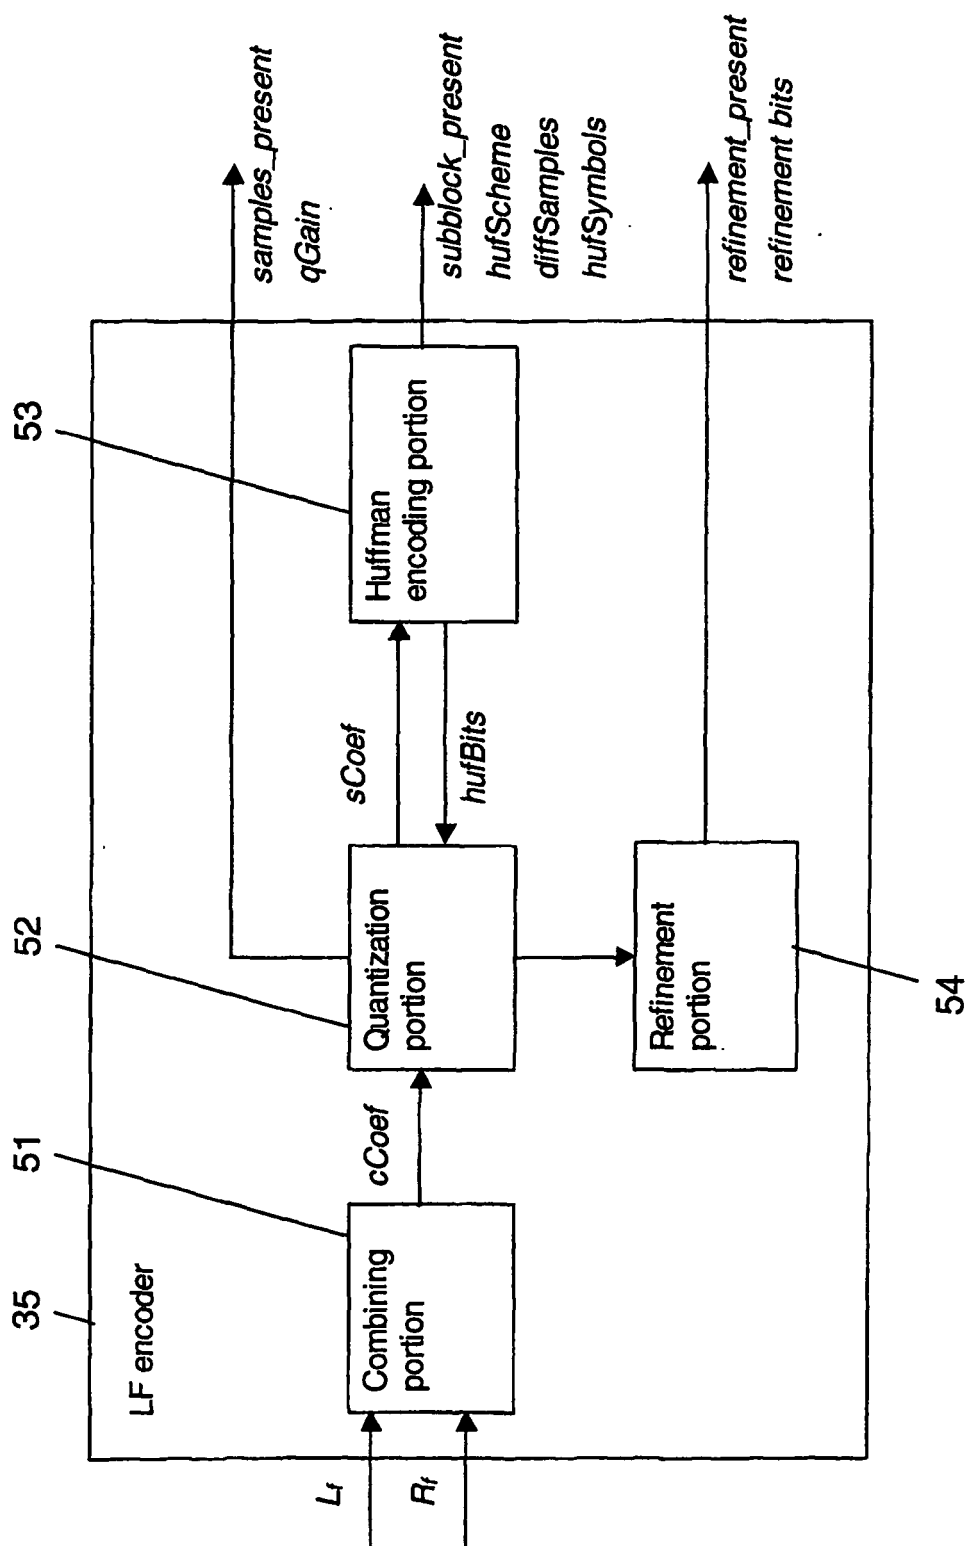 35
51
52
53
LF encoder
samples_present
qGain
Lf
Rf
Combining
portion
cCoef
Quantization
portion
sCoef
hufBits
Huffman
encoding portion
subblock_present
hufScheme
diffSamples
hufSymbols
Refinement
portion
refinement_present
refinement bits
54